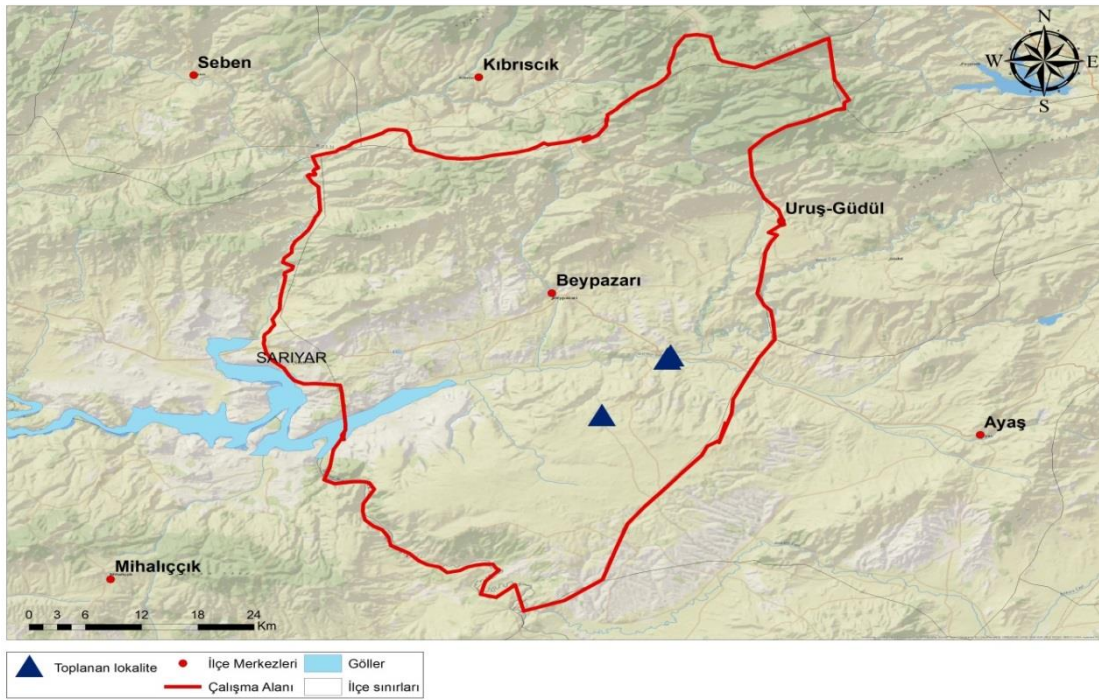 N
Seben
Kıbrıscık
W E
S
Uruş-Güdül
Beypazarı
SARIYAR
Ayaş
Mihalıççık
0 3 6 12 18 24
Km
Toplanan lokalite
İlçe Merkezleri
Göller
Çalışma Alanı
İlçe sınırları